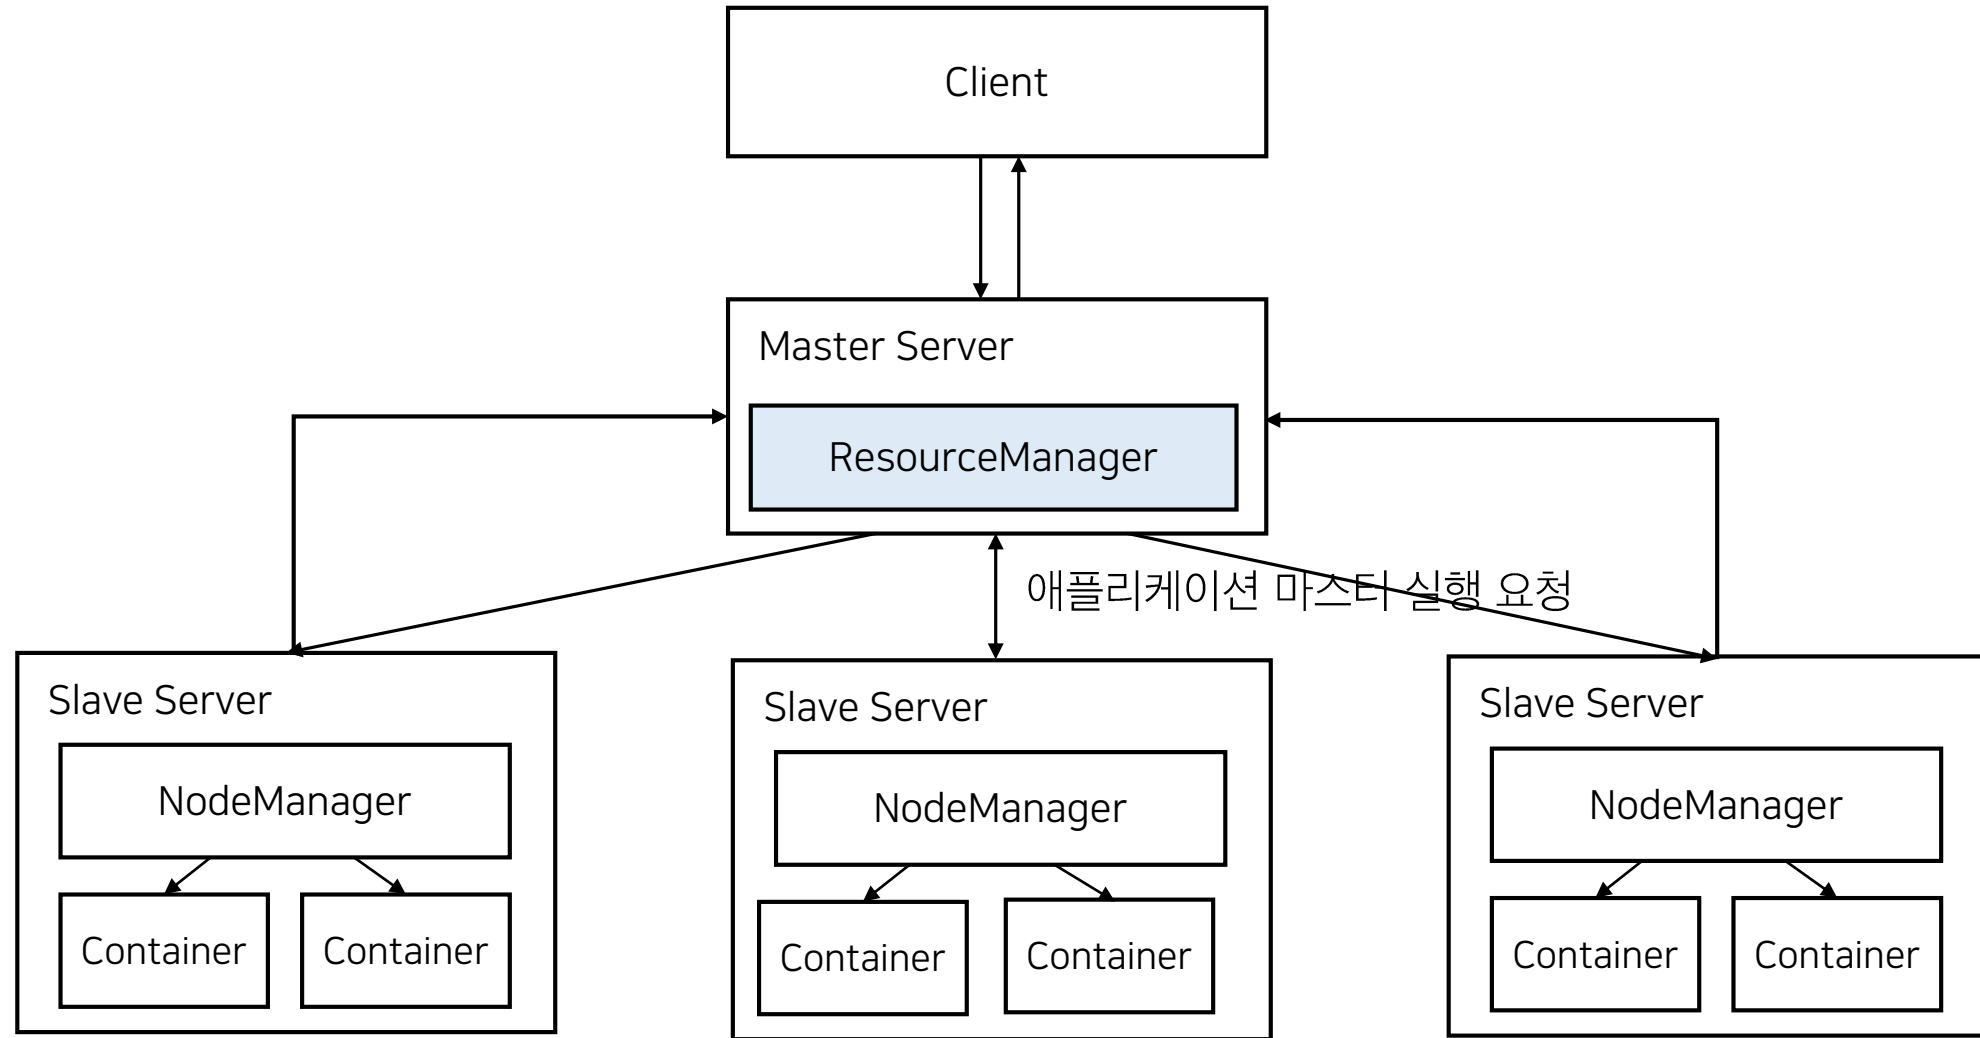 Client
Master Server
ResourceManager
애플리케이션 마스터 실행 요청
Slave Server
NodeManager
Container
Container
Slave Server
NodeManager
Container
Container
Slave Server
NodeManager
Container
Container